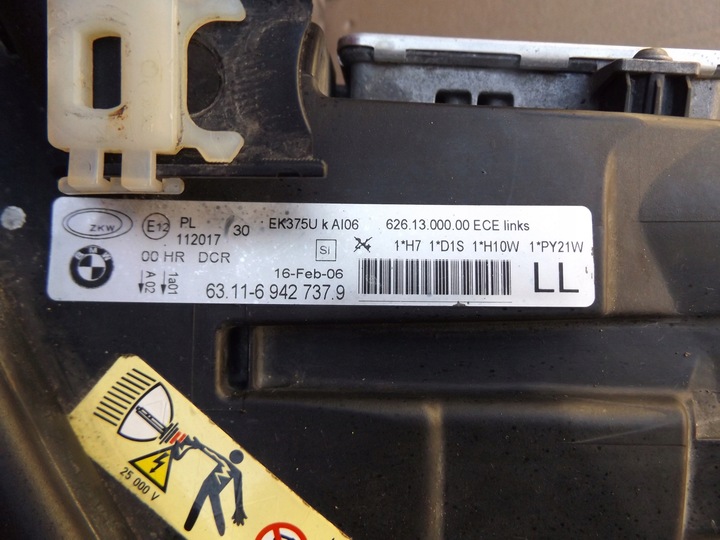 ZKW E12 PL 30 EK375U k AI06 626.13.000.00 ECE links
112017 Si 1*H7 1*D1S 1*H10W 1*PY21W
BMW 00 HR DCR
A 02 1a01 16-Feb-06
63.11-6 942 737.9 LL
25 000 V